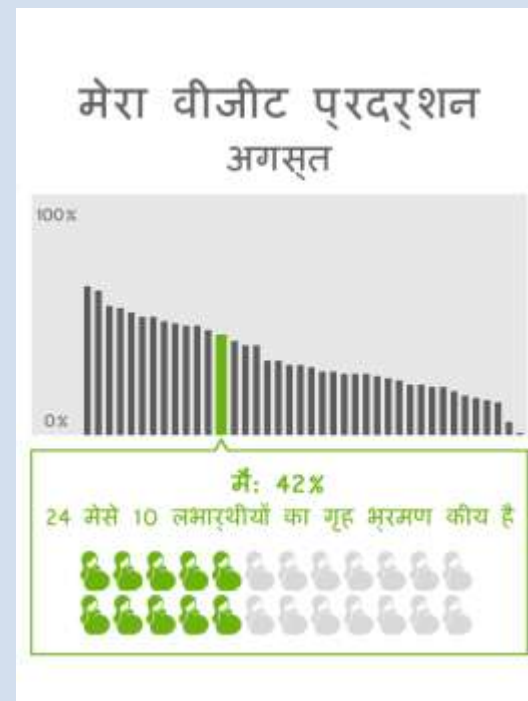 मेरा वीजीट प्रदर्शन
अगस्त
100%
0%
मै: 42%
24 मेसे 10 लभार्थीयों का गृह भ्रमण कीय है